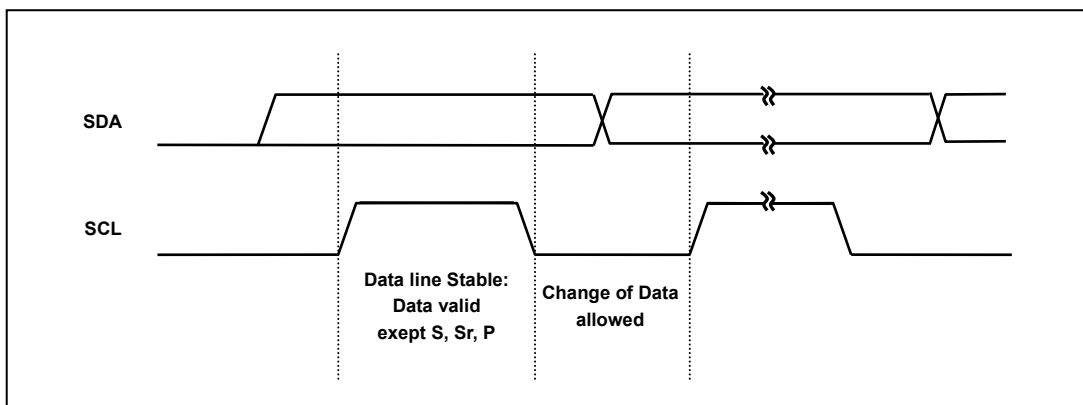 SDA
SCL
Data line Stable:
Data valid
exept S, Sr, P
Change of Data
allowed